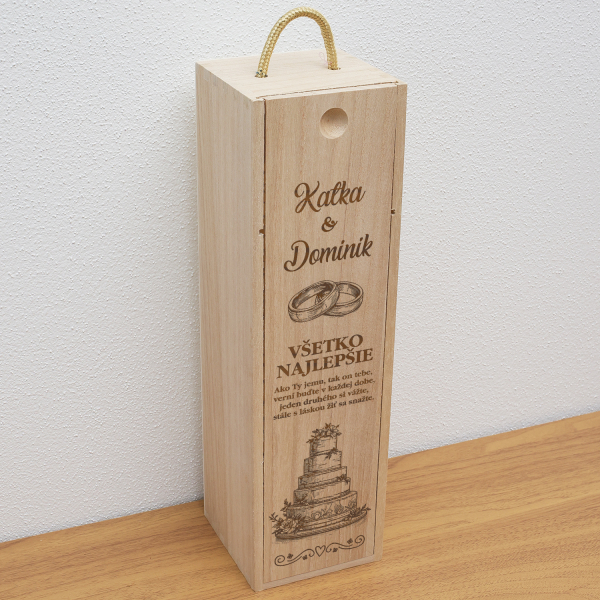 Kaťka
&
Dominik
VŠETKO
NAJLEPŠIE
Ako Ty jemu, tak on tebe,
verní buďte v každej dobe,
jeden druhého si vážte,
stále s láskou žiť sa snažte.